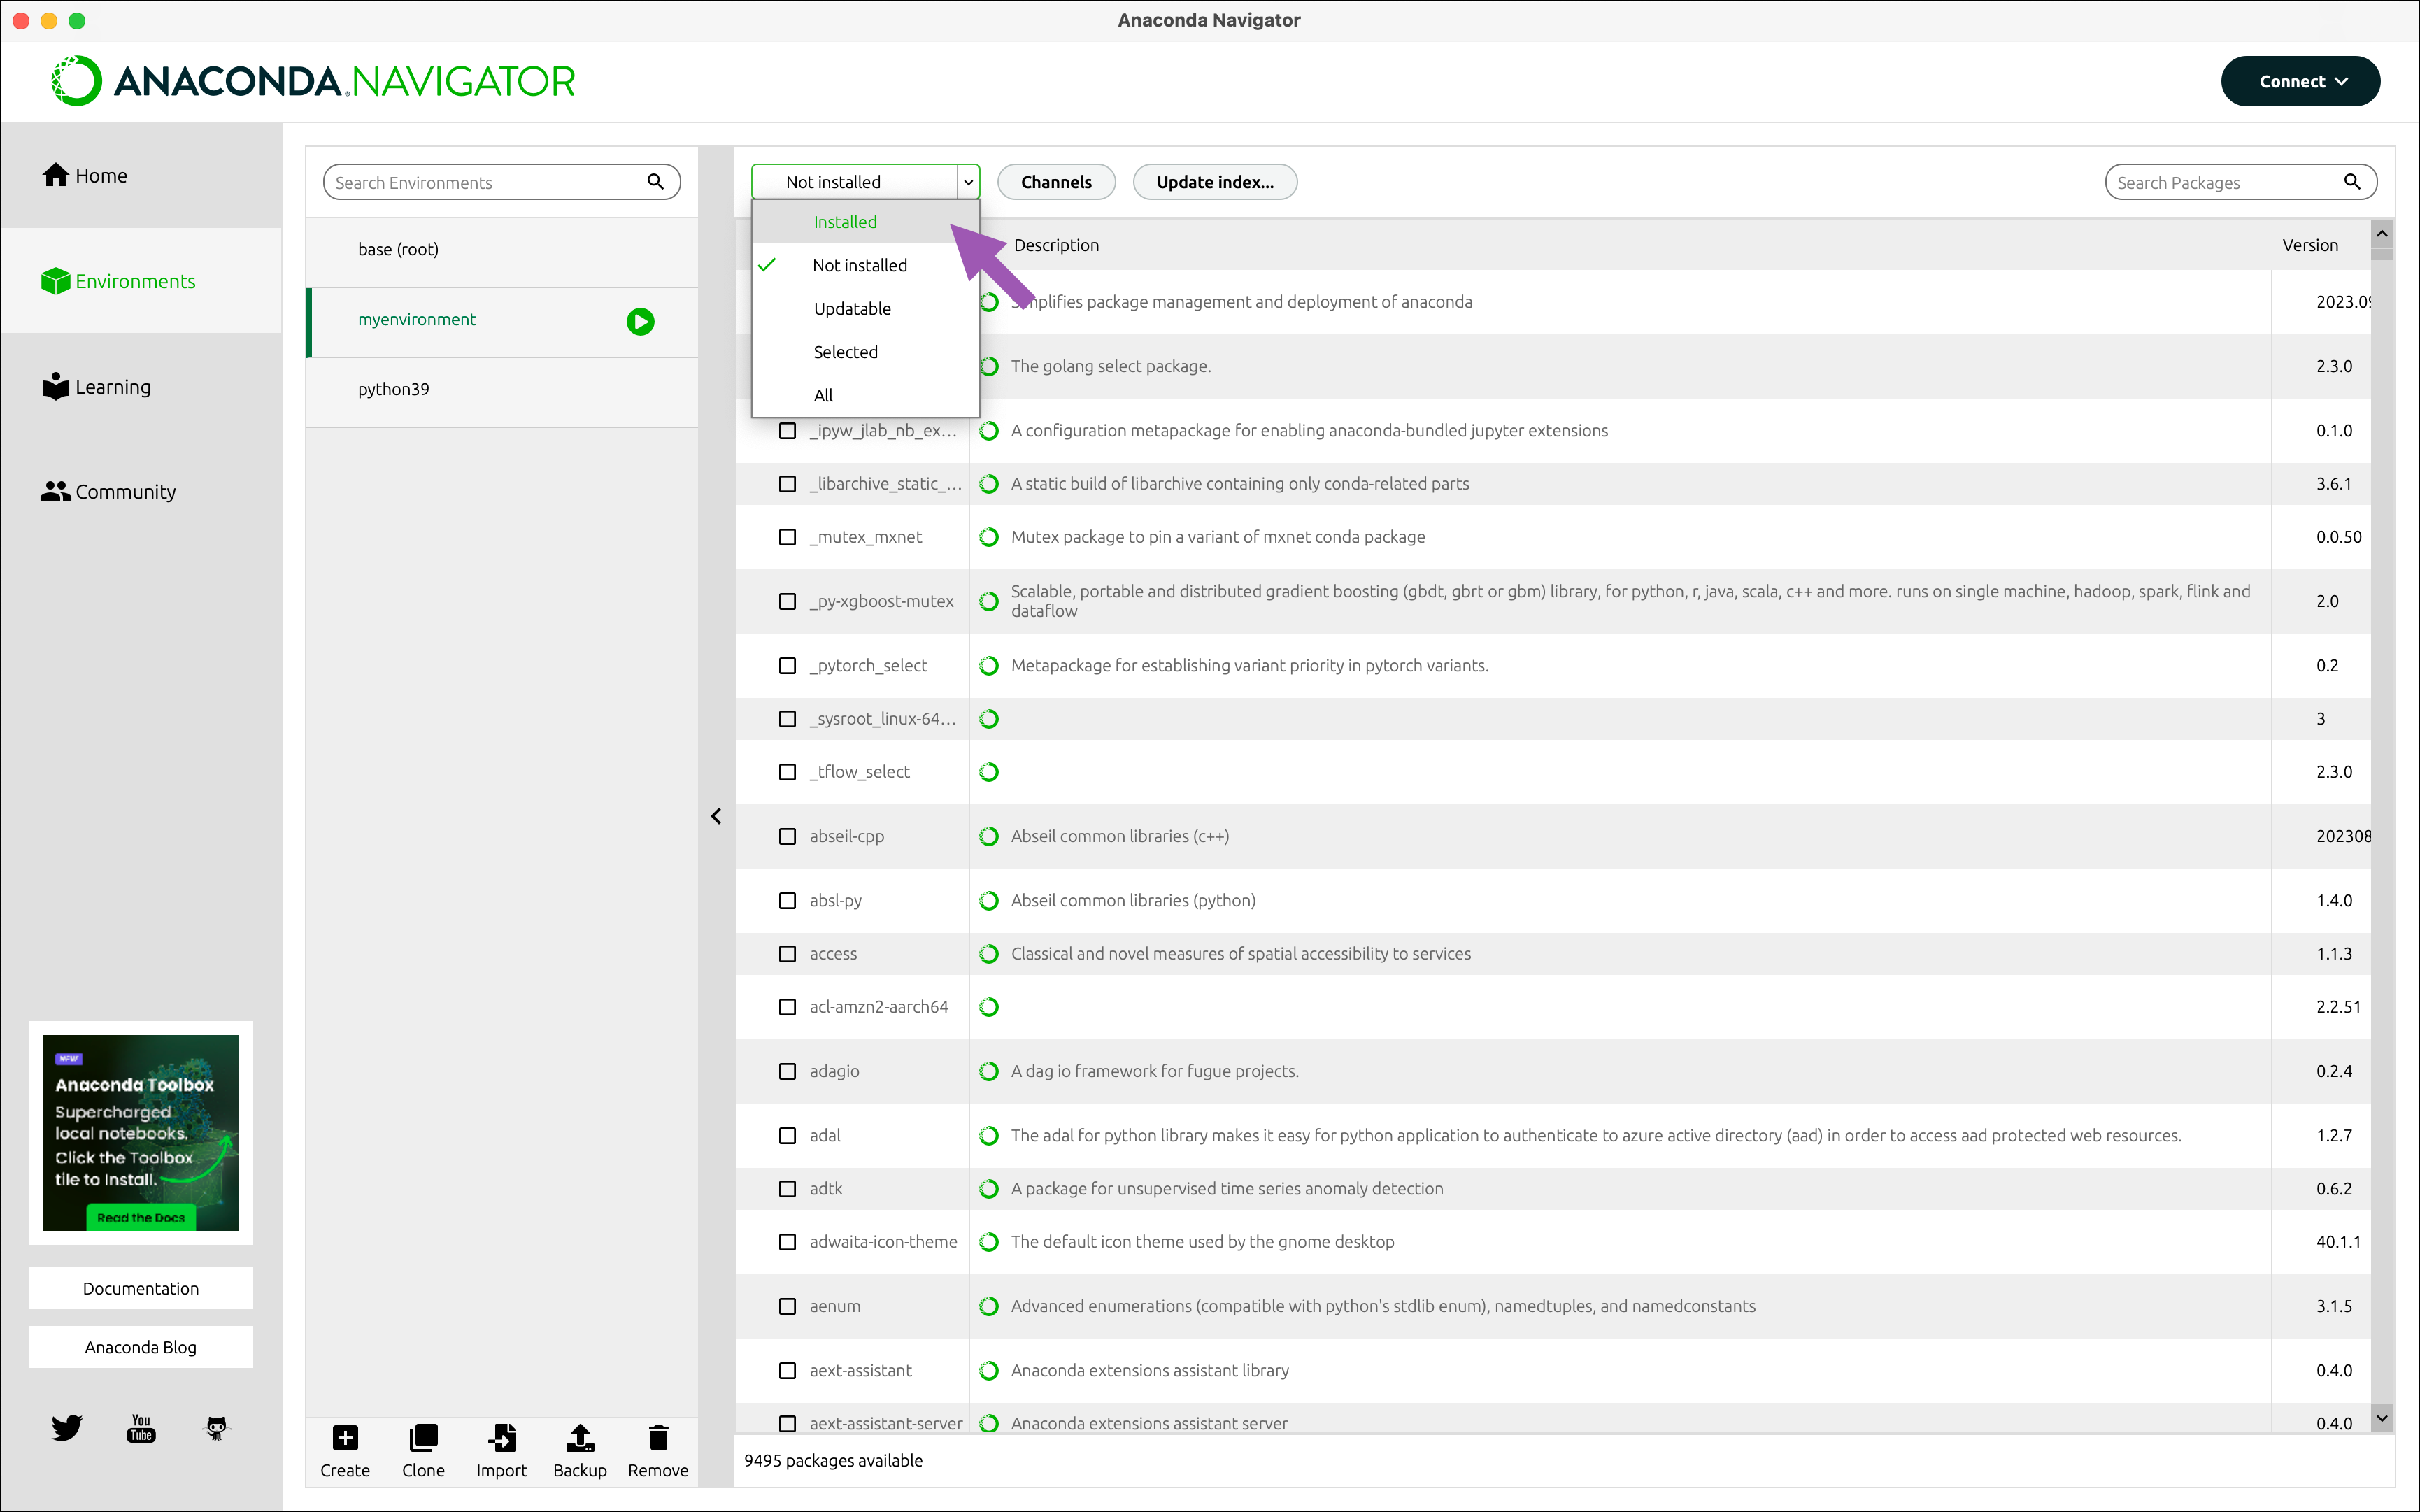 Anaconda Navigator
ANACONDA.NAVIGATOR
Connect
Home
Environments
Learning
Community
NEW
Anaconda Toolbox
Supercharged
local notebooks.
Click the Toolbox
tile to Install.
Read the Docs
Documentation
Anaconda Blog
You
Tube
Search Environments
base (root)
myenvironment
python39
Create
Clone
Import
Backup
Remove
Not installed
Channels
Update index...
Search Packages
Installed
Not installed
Updatable
Selected
All
Description
Version
plifies package management and deployment of anaconda
2023.09
The golang select package.
2.3.0
_ipyw_jlab_nb_ex...
A configuration metapackage for enabling anaconda-bundled jupyter extensions
0.1.0
_libarchive_static_...
A static build of libarchive containing only conda-related parts
3.6.1
_mutex_mxnet
Mutex package to pin a variant of mxnet conda package
0.0.50
_py-xgboost-mutex
Scalable, portable and distributed gradient boosting (gbdt, gbrt or gbm) library, for python, r, java, scala, c++ and more. runs on single machine, hadoop, spark, flink and
dataflow
2.0
_pytorch_select
Metapackage for establishing variant priority in pytorch variants.
0.2
_sysroot_linux-64...
3
_tflow_select
2.3.0
abseil-cpp
Abseil common libraries (c++)
202308
absl-py
Abseil common libraries (python)
1.4.0
access
Classical and novel measures of spatial accessibility to services
1.1.3
acl-amzn2-aarch64
2.2.51
adagio
A dag io framework for fugue projects.
0.2.4
adal
The adal for python library makes it easy for python application to authenticate to azure active directory (aad) in order to access aad protected web resources.
1.2.7
adtk
A package for unsupervised time series anomaly detection
0.6.2
adwaita-icon-theme
The default icon theme used by the gnome desktop
40.1.1
aenum
Advanced enumerations (compatible with python's stdlib enum), namedtuples, and namedconstants
3.1.5
aext-assistant
Anaconda extensions assistant library
0.4.0
aext-assistant-server
Anaconda extensions assistant server
0.4.0
9495 packages available